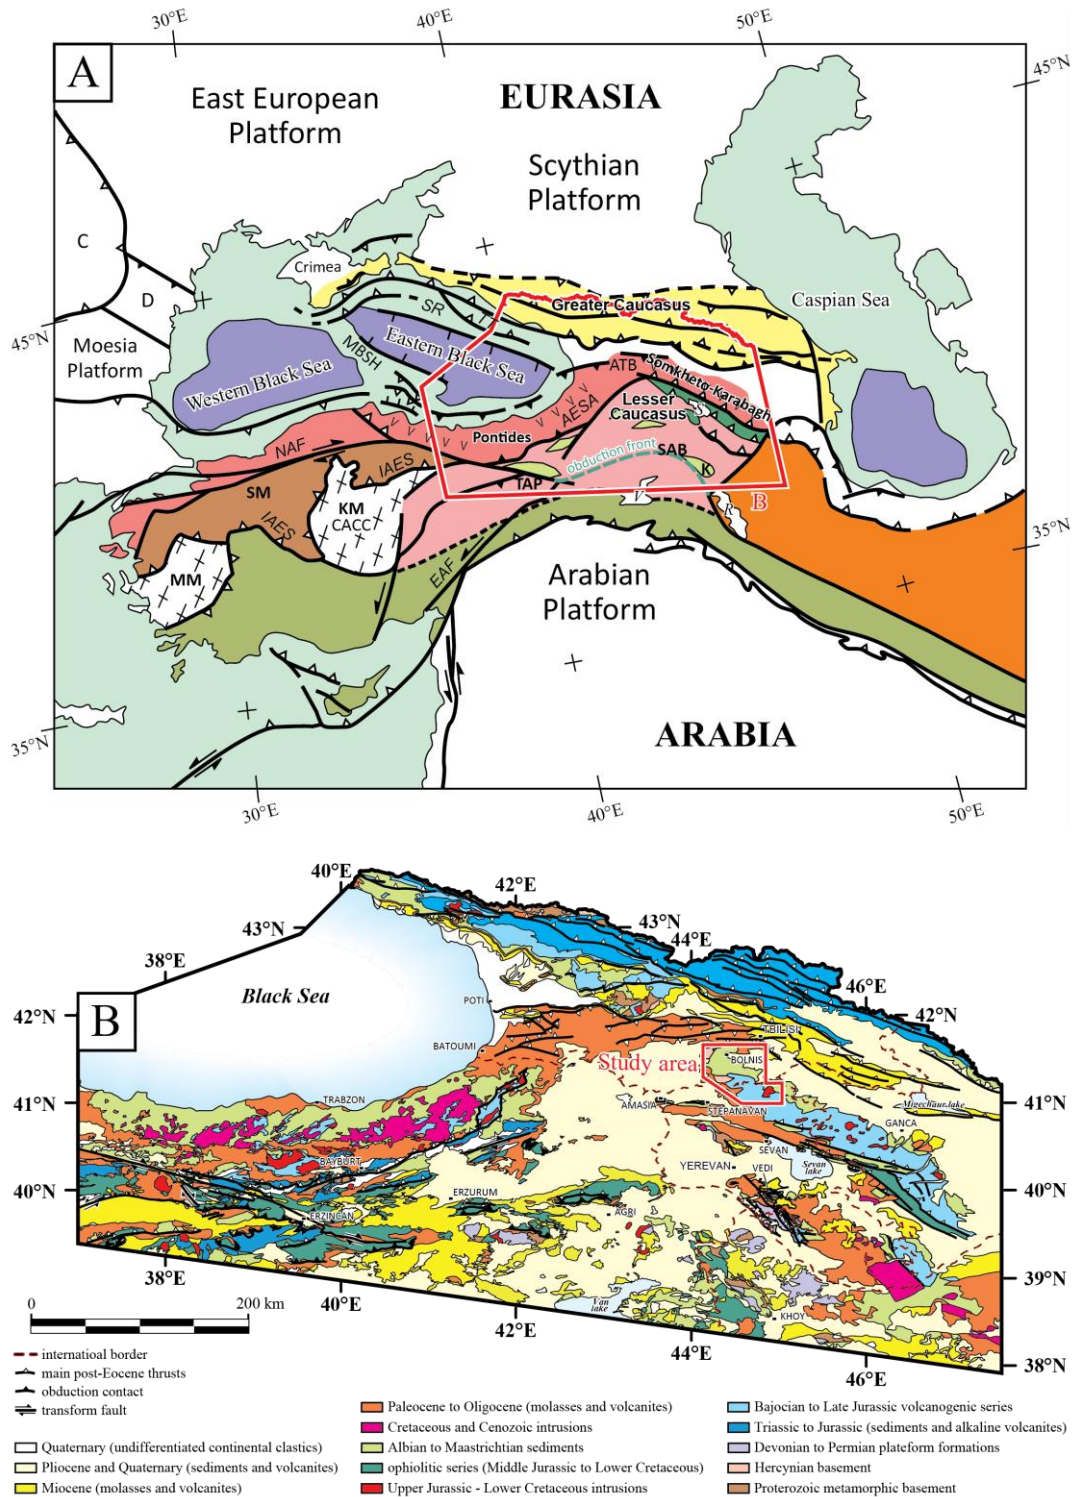 30°E
40°E
50°E
A
45°N
East European
Platform
EURASIA
Scythian
Platform
C
D
Crimea
Caspian Sea
Greater Caucasus
SR
45°N
Moesia
Platform
MBSH
Eastern Black Sea
Western Black Sea
ATB
Somkheto-Karabagh
AESA
Lesser
Caucasus
S
Pontides
NAF
IAES
obduction front
SAB
K
TAP
SM
KM
CACC
V
R
B
35°N
IAES
MM
EAF
Arabian
Platform
35°N
ARABIA
30°E
40°E
50°E
40°E
42°E
43°N
43°N
44°E
38°E
46°E
B
Black Sea
42°N
42°N
POTI
TBILISI
BATOUMI
Study area
BOLNIS
TRABZON
AMASIA
STEPANAVAN
Migechaur lake
41°N
41°N
GANCA
BAYBURT
SEVAN
YEREVAN
VEDI
Sevan
lake
40°N
40°N
ERZURUM
ERZINCAN
AGRI
38°E
39°N
0
200 km
40°E
Van
lake
KHOY
42°E
44°E
38°N
46°E
internatioal border
main post-Eocene thrusts
obduction contact
transform fault
Quaternary (undifferentiated continental clastics)
Pliocene and Quaternary (sediments and volcanites)
Miocene (molasses and volcanites)
Paleocene to Oligocene (molasses and volcanites)
Cretaceous and Cenozoic intrusions
Albian to Maastrichtian sediments
ophiolitic series (Middle Jurassic to Lower Cretaceous)
Upper Jurassic - Lower Cretaceous intrusions
Bajocian to Late Jurassic volcanogenic series
Triassic to Jurassic (sediments and alkaline volcanites)
Devonian to Permian plateform formations
Hercynian basement
Proterozoic metamorphic basement